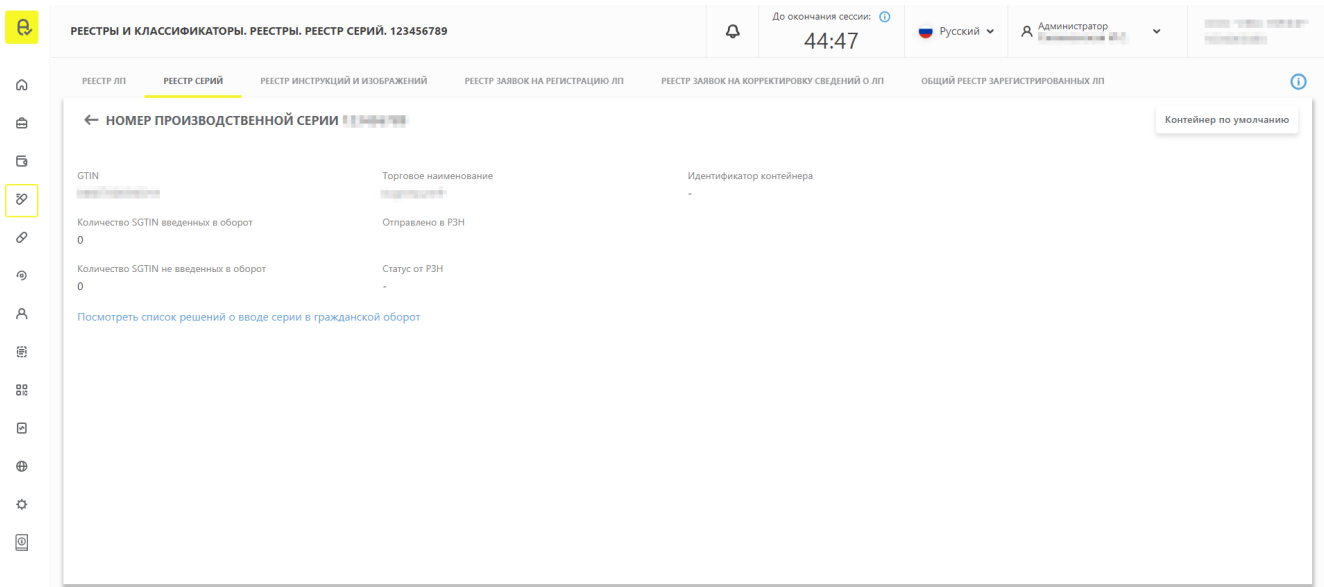 РЕЕСТРЫ И КЛАССИФИКАТОРЫ. РЕЕСТРЫ. РЕЕСТР СЕРИЙ. 123456789
До окончания сессии:
44:47
Русский
Администратор
РЕЕСТР ЛП РЕЕСТР СЕРИЙ РЕЕСТР ИНСТРУКЦИЙ И ИЗОБРАЖЕНИЙ РЕЕСТР ЗАЯВОК НА РЕГИСТРАЦИЮ ЛП РЕЕСТР ЗАЯВОК НА КОРРЕКТИРОВКУ СВЕДЕНИЙ О ЛП ОБЩИЙ РЕЕСТР ЗАРЕГИСТРИРОВАННЫХ ЛП
НОМЕР ПРОИЗВОДСТВЕННОЙ СЕРИИ
Контейнер по умолчанию
GTIN Торговое наименование Идентификатор контейнера
-
Количество SGTIN введенных в оборот Отправлено в РЗН
0
Количество SGTIN не введенных в оборот Статус от РЗН
0 -
Посмотреть список решений о вводе серии в гражданской оборот